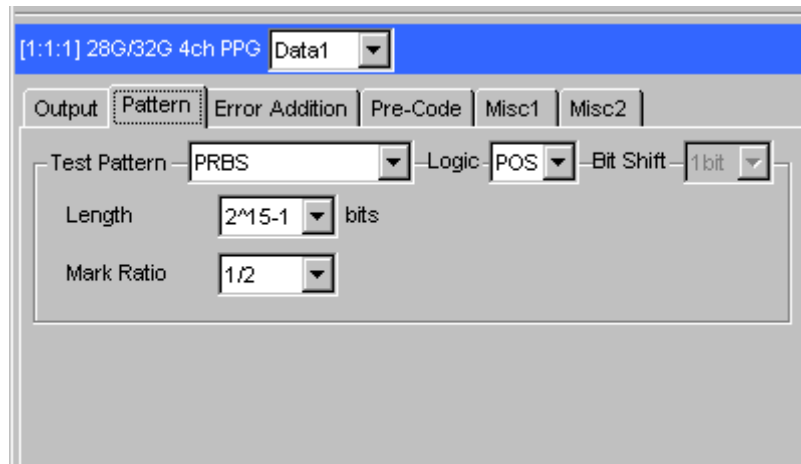 [1:1:1] 28G/32G 4ch PPG Data1
Output Pattern Error Addition Pre-Code Misc1 Misc2
Test Pattern PRBS Logic POS Bit Shift 1bit
Length 2^15-1 bits
Mark Ratio 1/2